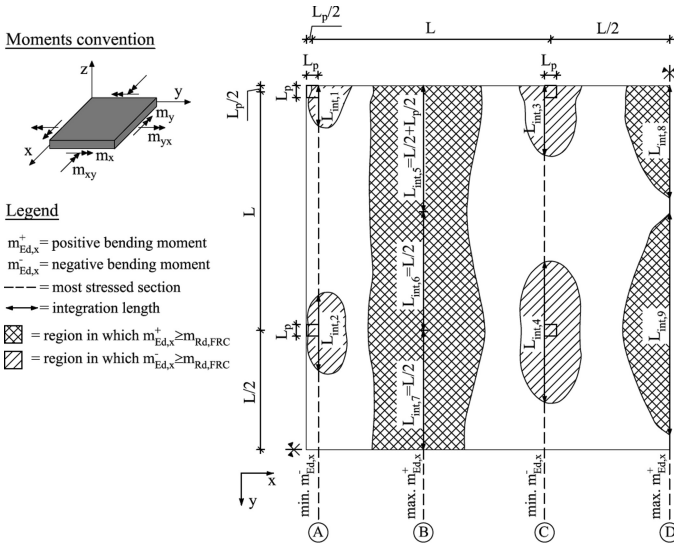 Moments convention
z
y
x
m_y
m_yx
m_x
m_xy
Legend
m⁺_Ed,x = positive bending moment
m⁻_Ed,x = negative bending moment
= most stressed section
= integration length
= region in which m⁺_Ed,x ≥ m_Rd,FRC
= region in which m⁻_Ed,x ≥ m_Rd,FRC
L_p/2
L
L/2
L_p
L_p
L_p
L_p/2
L
L_p
L/2
L_int,1
L_int,2
L_int,5=L/2+L_p/2
L_int,6=L/2
L_int,7=L/2
L_int,3
L_int,4
L_int,8
L_int,9
x
y
min. m⁻_Ed,x
max. m⁺_Ed,x
min. m⁻_Ed,x
max. m⁺_Ed,x
A
B
C
D